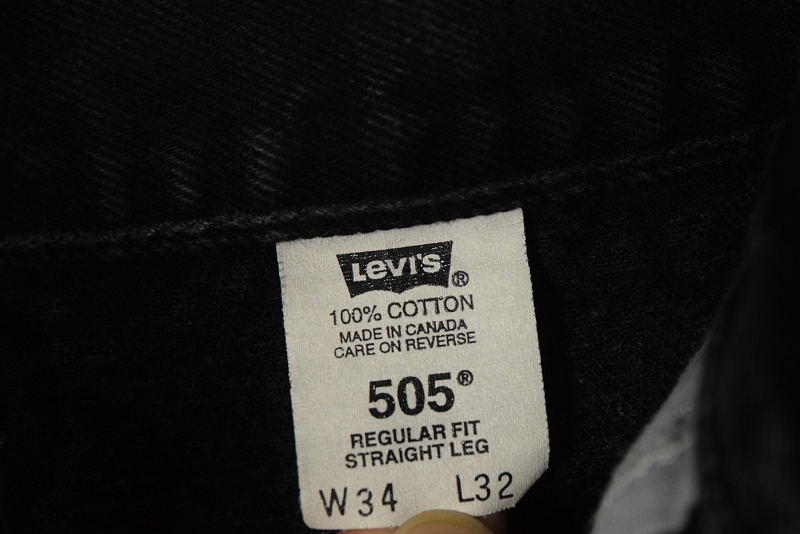 Levi's®
100% COTTON
MADE IN CANADA
CARE ON REVERSE
505®
REGULAR FIT
STRAIGHT LEG
W34 L32